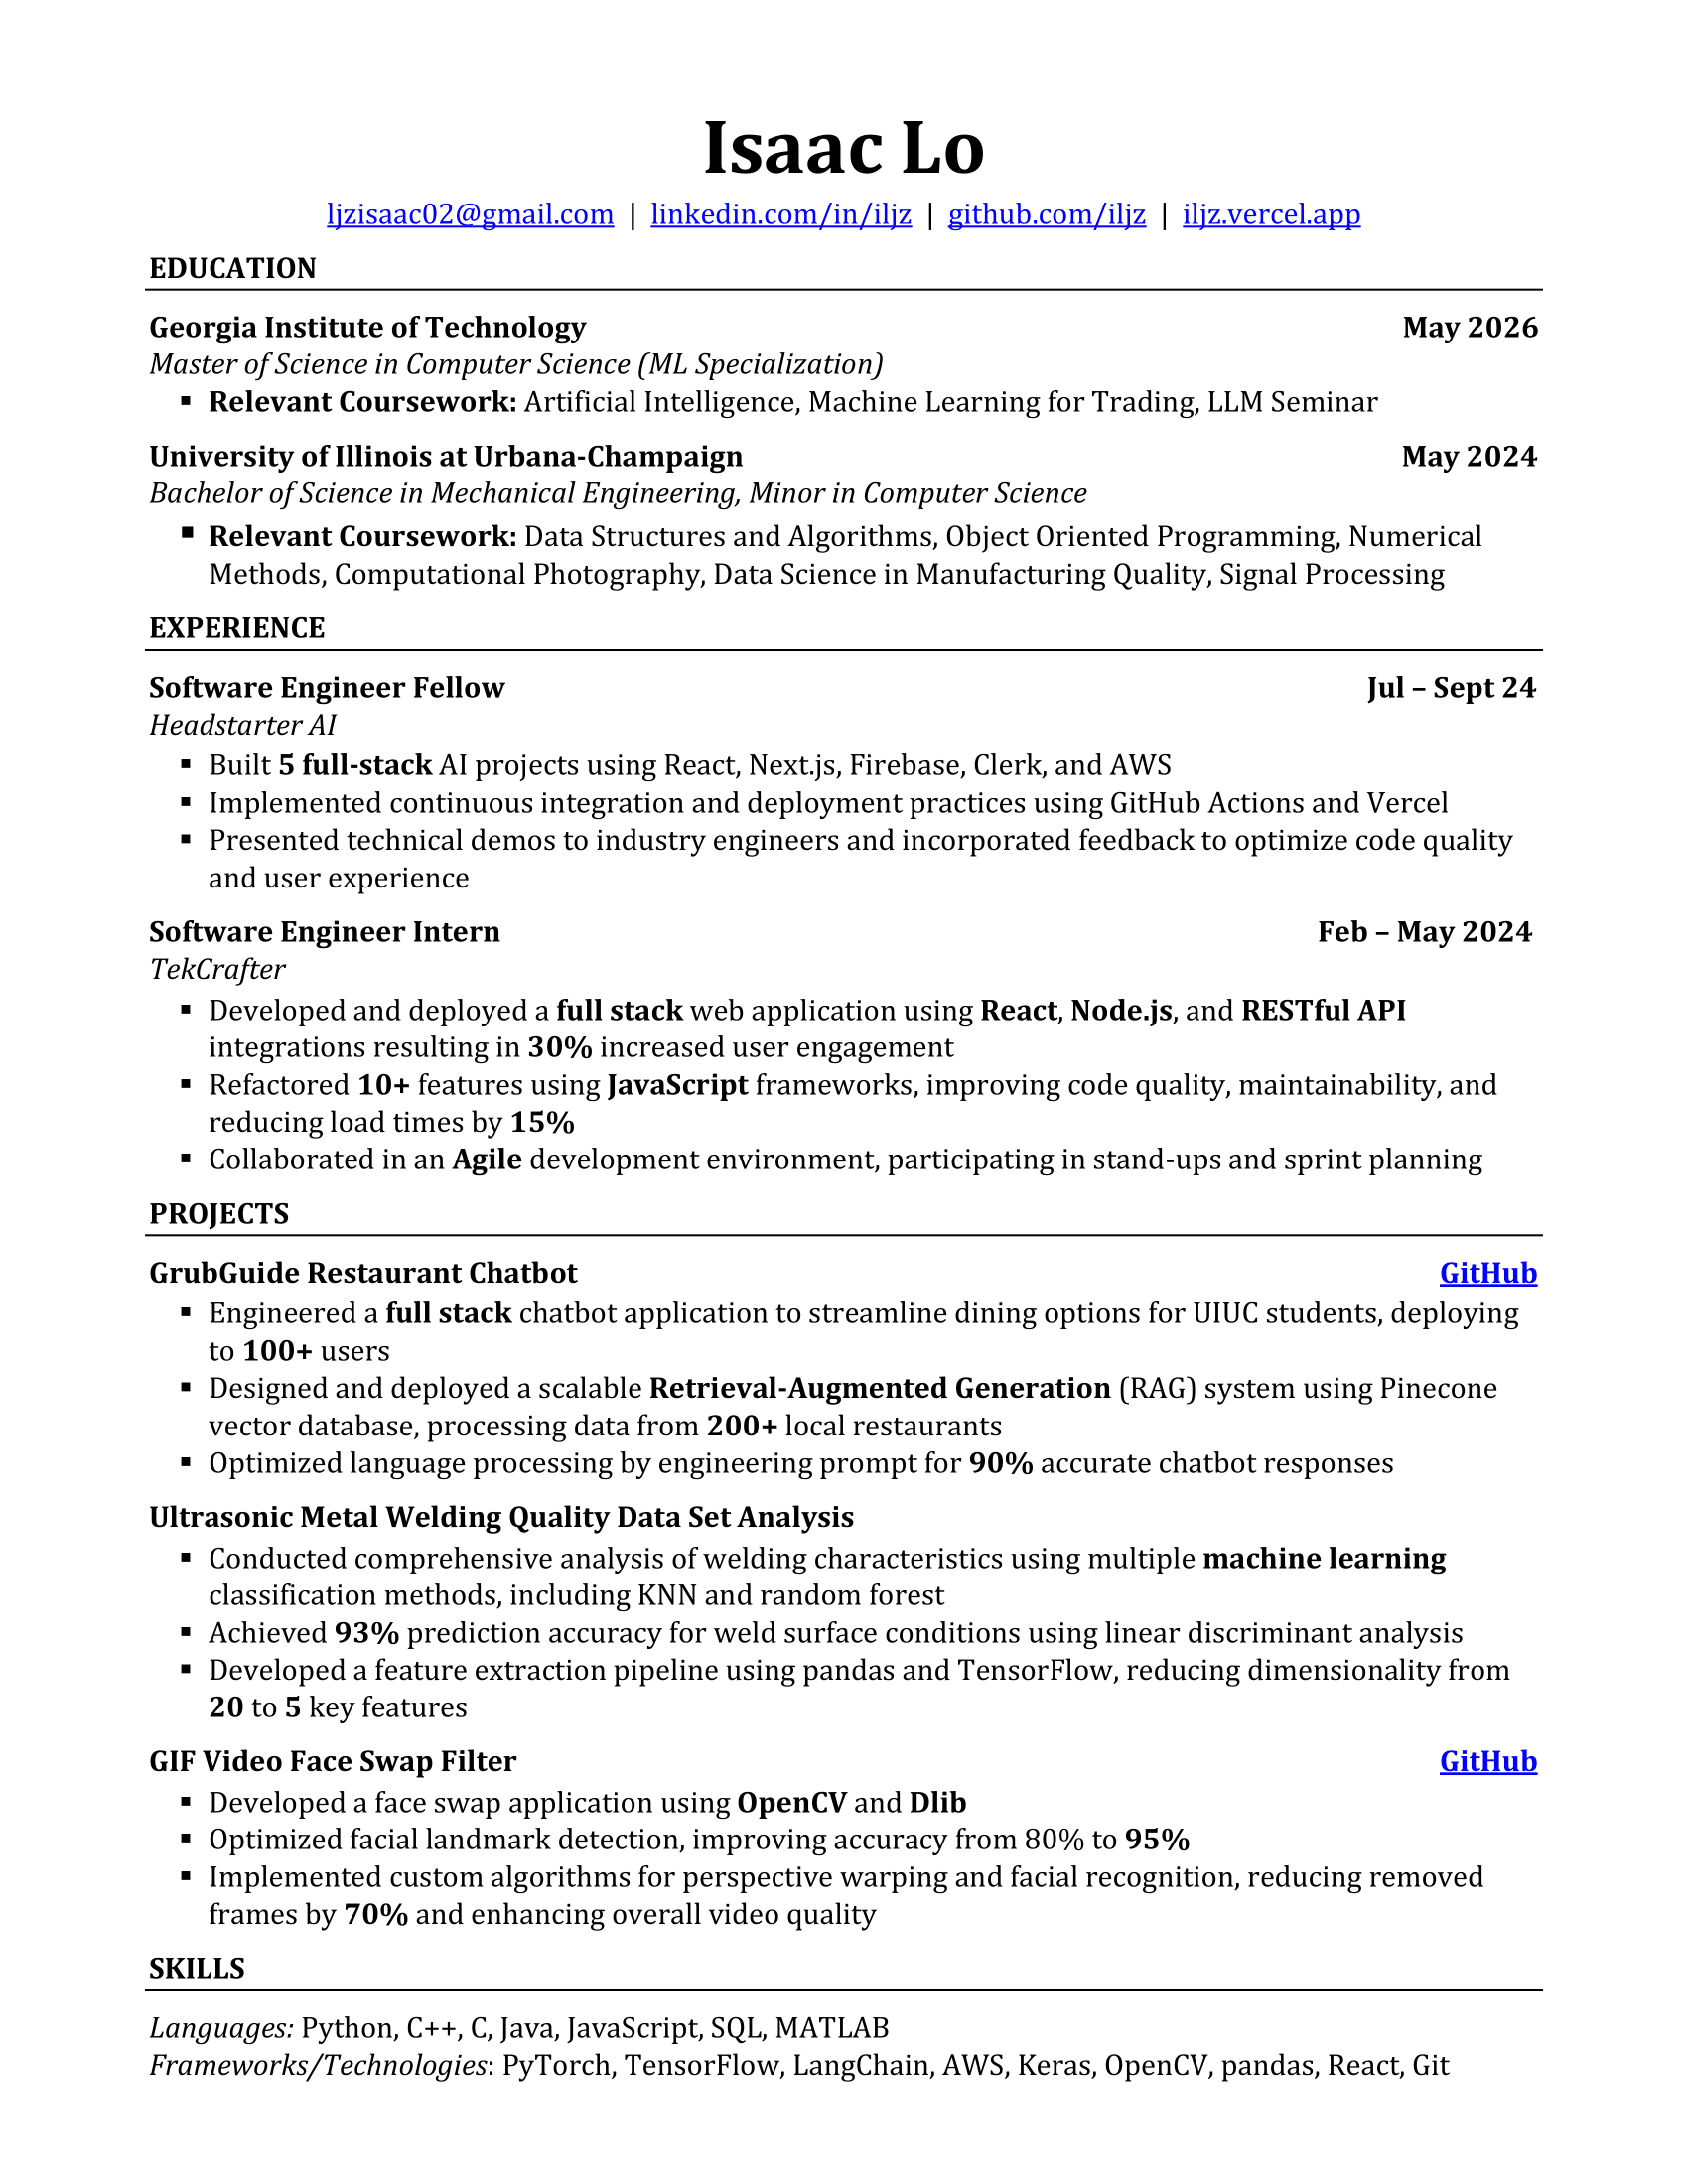 Isaac Lo
ljzisaac02@gmail.com | linkedin.com/in/iljz | github.com/iljz | iljz.vercel.app
EDUCATION
Georgia Institute of Technology May 2026
Master of Science in Computer Science (ML Specialization)
▪ Relevant Coursework: Artificial Intelligence, Machine Learning for Trading, LLM Seminar
University of Illinois at Urbana-Champaign May 2024
Bachelor of Science in Mechanical Engineering, Minor in Computer Science
▪ Relevant Coursework: Data Structures and Algorithms, Object Oriented Programming, Numerical
Methods, Computational Photography, Data Science in Manufacturing Quality, Signal Processing
EXPERIENCE
Software Engineer Fellow Jul – Sept 24
Headstarter AI
▪ Built 5 full-stack AI projects using React, Next.js, Firebase, Clerk, and AWS
▪ Implemented continuous integration and deployment practices using GitHub Actions and Vercel
▪ Presented technical demos to industry engineers and incorporated feedback to optimize code quality
and user experience
Software Engineer Intern Feb – May 2024
TekCrafter
▪ Developed and deployed a full stack web application using React, Node.js, and RESTful API
integrations resulting in 30% increased user engagement
▪ Refactored 10+ features using JavaScript frameworks, improving code quality, maintainability, and
reducing load times by 15%
▪ Collaborated in an Agile development environment, participating in stand-ups and sprint planning
PROJECTS
GrubGuide Restaurant Chatbot GitHub
▪ Engineered a full stack chatbot application to streamline dining options for UIUC students, deploying
to 100+ users
▪ Designed and deployed a scalable Retrieval-Augmented Generation (RAG) system using Pinecone
vector database, processing data from 200+ local restaurants
▪ Optimized language processing by engineering prompt for 90% accurate chatbot responses
Ultrasonic Metal Welding Quality Data Set Analysis
▪ Conducted comprehensive analysis of welding characteristics using multiple machine learning
classification methods, including KNN and random forest
▪ Achieved 93% prediction accuracy for weld surface conditions using linear discriminant analysis
▪ Developed a feature extraction pipeline using pandas and TensorFlow, reducing dimensionality from
20 to 5 key features
GIF Video Face Swap Filter GitHub
▪ Developed a face swap application using OpenCV and Dlib
▪ Optimized facial landmark detection, improving accuracy from 80% to 95%
▪ Implemented custom algorithms for perspective warping and facial recognition, reducing removed
frames by 70% and enhancing overall video quality
SKILLS
Languages: Python, C++, C, Java, JavaScript, SQL, MATLAB
Frameworks/Technologies: PyTorch, TensorFlow, LangChain, AWS, Keras, OpenCV, pandas, React, Git